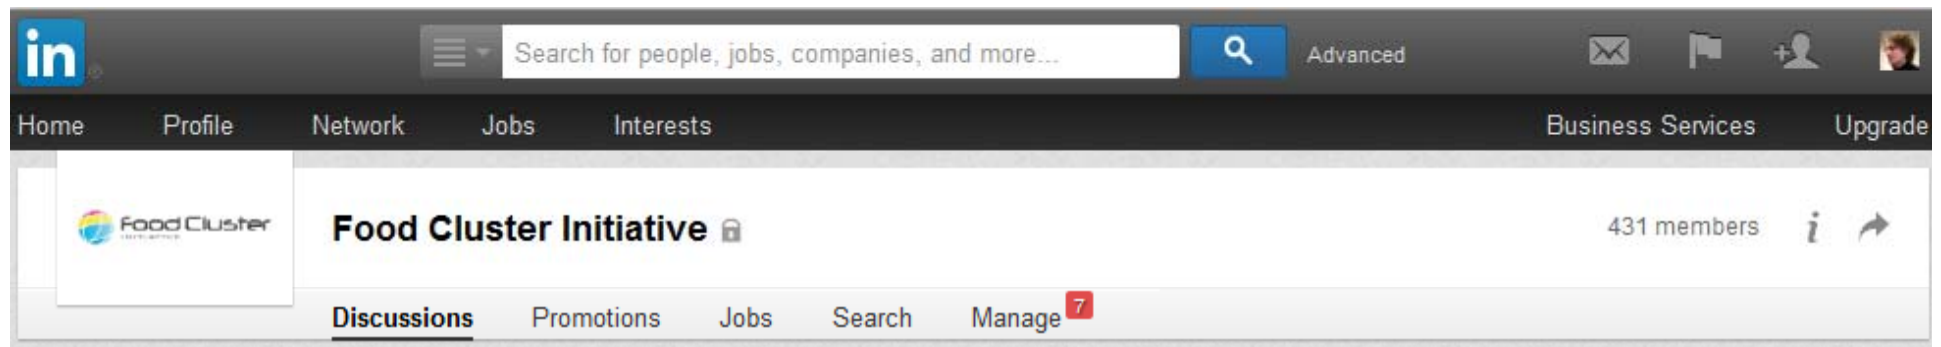 in
Search for people, jobs, companies, and more...
Advanced
Home Profile Network Jobs Interests Business Services Upgrade
Food Cluster
Food Cluster Initiative
431 members
i
Discussions Promotions Jobs Search Manage 7